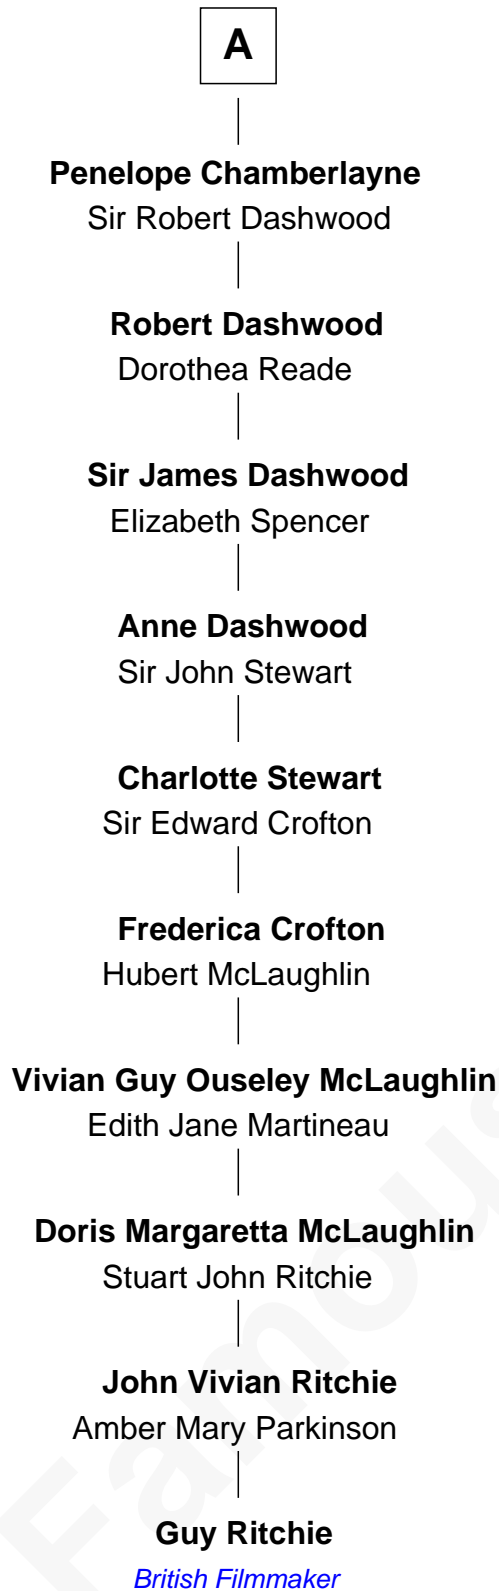 A
Penelope Chamberlayne
Sir Robert Dashwood
Robert Dashwood
Dorothea Reade
Sir James Dashwood
Elizabeth Spencer
Anne Dashwood
Sir John Stewart
Charlotte Stewart
Sir Edward Crofton
Frederica Crofton
Hubert McLaughlin
Vivian Guy Ouseley McLaughlin
Edith Jane Martineau
Doris Margaretta McLaughlin
Stuart John Ritchie
John Vivian Ritchie
Amber Mary Parkinson
Guy Ritchie
British Filmmaker
Famous